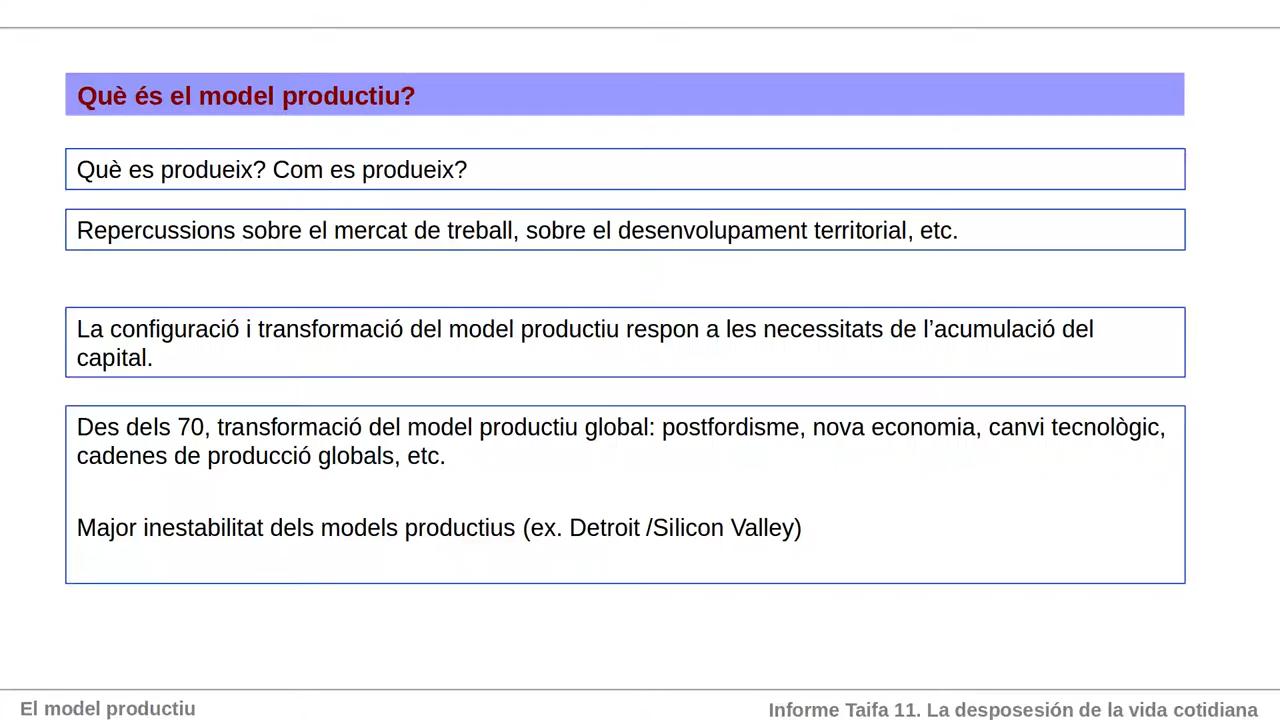 Què és el model productiu?
Què es produeix? Com es produeix?
Repercussions sobre el mercat de treball, sobre el desenvolupament territorial, etc.
La configuració i transformació del model productiu respon a les necessitats de l’acumulació del
capital.
Des dels 70, transformació del model productiu global: postfordisme, nova economia, canvi tecnològic,
cadenes de producció globals, etc.
Major inestabilitat dels models productius (ex. Detroit /Silicon Valley)
El model productiu
Informe Taifa 11. La desposesión de la vida cotidiana